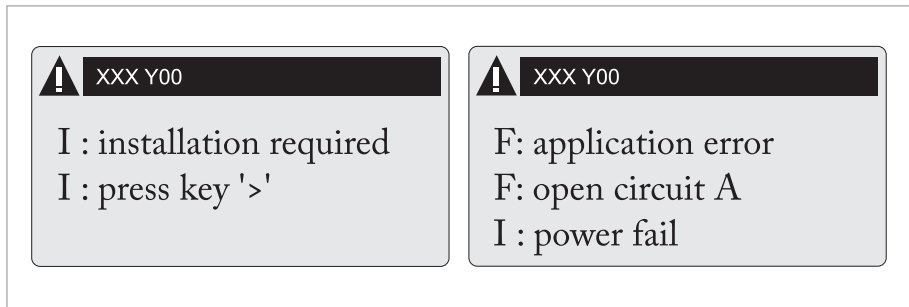 XXX Y00
I : installation required
I : press key '>'
XXX Y00
F: application error
F: open circuit A
I : power fail